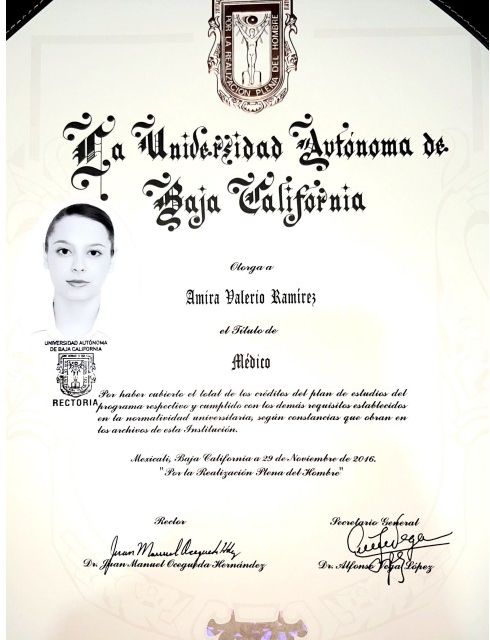 POR LA REALIZACIÓN PLENA DEL HOMBRE
La Universidad Autónoma de
Baja California
Otorga a
Amira Valerio Ramírez
el Título de
Médico
UNIVERSIDAD AUTÓNOMA
DE BAJA CALIFORNIA
RECTORIA
Por haber cubierto el total de los créditos del plan de estudios del
programa respectivo y cumplido con los demás requisitos establecidos
en la normatividad universitaria, según constancias que obran en
los archivos de esta Institución.
Mexicali, Baja California a 29 de Noviembre de 2016.
"Por la Realización Plena del Hombre"
Rector
Secretario General
Juan Manuel Ocegueda Hdz
Dr. Juan Manuel Ocegueda Hernández
Dr. Alfonso Vega López